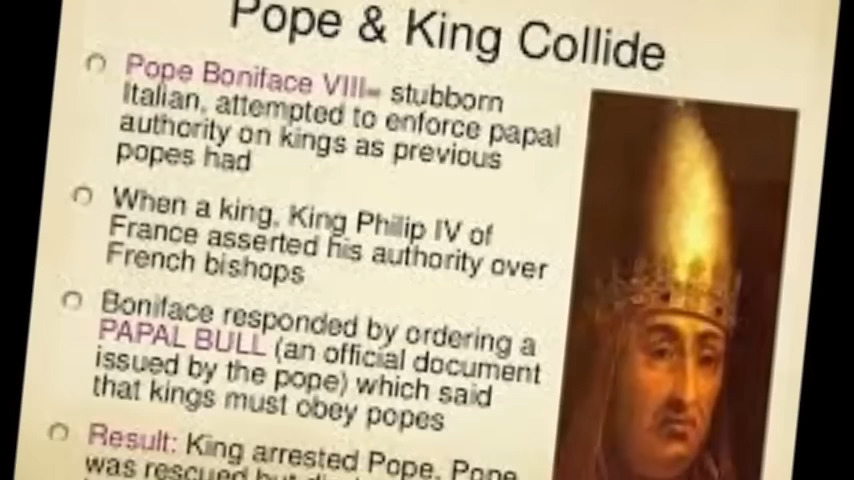 Pope & King Collide
Pope Boniface VIII= stubborn
Italian, attempted to enforce papal
authority on kings as previous
popes had
When a king, King Philip IV of
France asserted his authority over
French bishops
Boniface responded by ordering a
PAPAL BULL (an official document
issued by the pope) which said
that kings must obey popes
Result: King arrested Pope. Pope
was rescued but